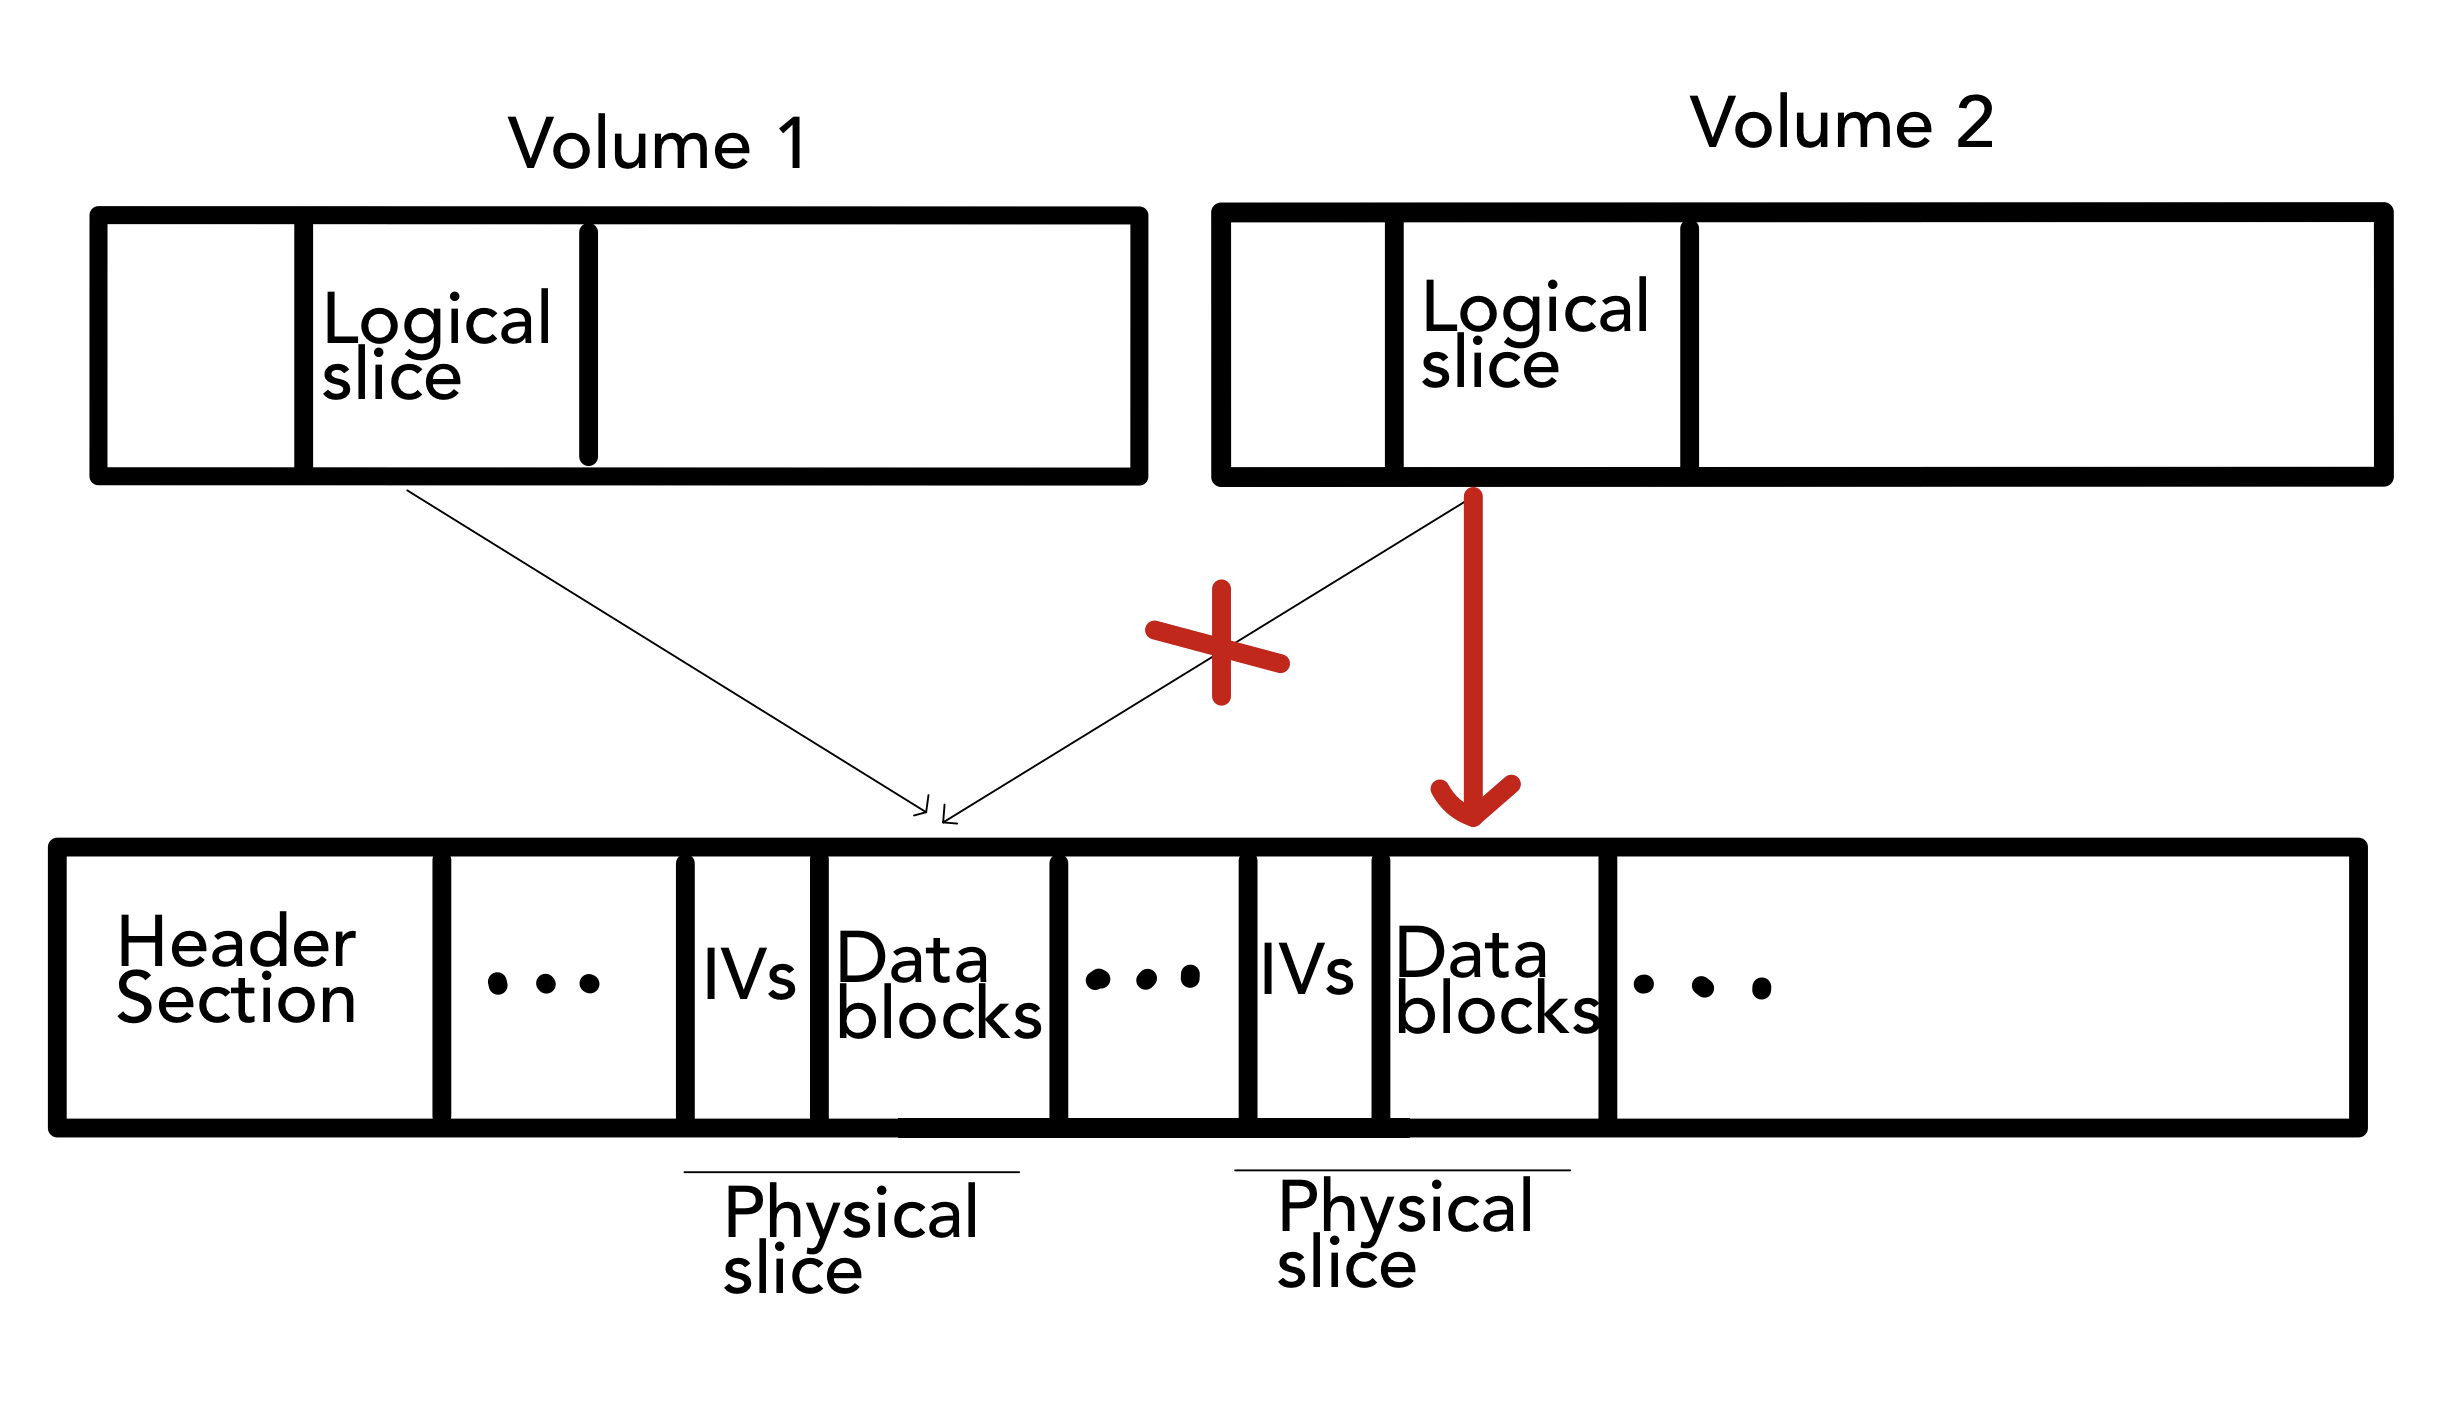 Volume 1
Volume 2
Logical
slice
Logical
slice
Header
Section
...
IVs
Data
blocks
...
IVs
Data
blocks
...
Physical
slice
Physical
slice